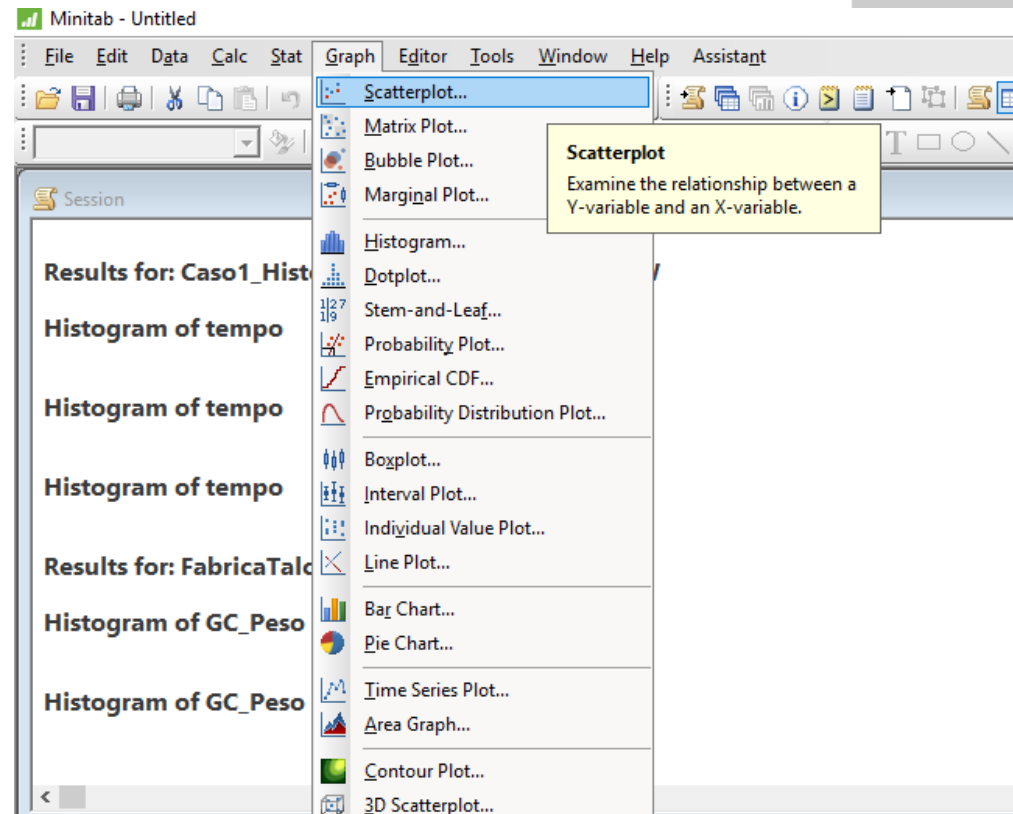 Minitab - Untitled
File Edit Data Calc Stat Graph Editor Tools Window Help Assistant
Scatterplot...
Matrix Plot...
Bubble Plot...
Marginal Plot...
Scatterplot
Examine the relationship between a
Y-variable and an X-variable.
Histogram...
Dotplot...
Stem-and-Leaf...
Probability Plot...
Empirical CDF...
Probability Distribution Plot...
Boxplot...
Interval Plot...
Individual Value Plot...
Line Plot...
Bar Chart...
Pie Chart...
Time Series Plot...
Area Graph...
Contour Plot...
3D Scatterplot...
Session
Results for: Caso1_Hist
Histogram of tempo
Histogram of tempo
Histogram of tempo
Results for: FabricaTalc
Histogram of GC_Peso
Histogram of GC_Peso